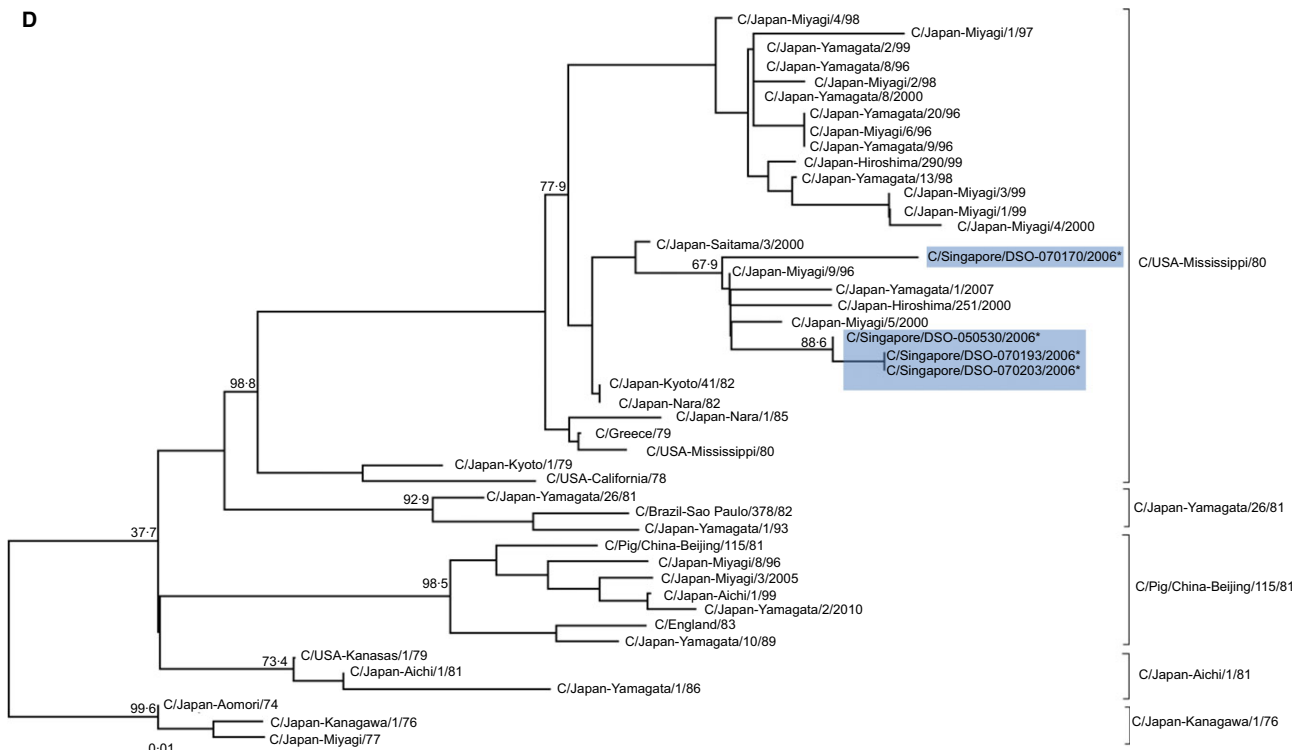 D
C/Japan-Miyagi/4/98
C/Japan-Miyagi/1/97
C/Japan-Yamagata/2/99
C/Japan-Yamagata/8/96
C/Japan-Miyagi/2/98
C/Japan-Yamagata/8/2000
C/Japan-Yamagata/20/96
C/Japan-Miyagi/6/96
C/Japan-Yamagata/9/96
C/Japan-Hiroshima/290/99
C/Japan-Yamagata/13/98
77·9
C/Japan-Miyagi/3/99
C/Japan-Miyagi/1/99
C/Japan-Miyagi/4/2000
C/Japan-Saitama/3/2000
C/Singapore/DSO-070170/2006*
C/USA-Mississippi/80
67·9
C/Japan-Miyagi/9/96
C/Japan-Yamagata/1/2007
C/Japan-Hiroshima/251/2000
C/Japan-Miyagi/5/2000
C/Singapore/DSO-050530/2006*
88·6
C/Singapore/DSO-070193/2006*
C/Singapore/DSO-070203/2006*
98·8
C/Japan-Kyoto/41/82
C/Japan-Nara/82
C/Japan-Nara/1/85
C/Greece/79
C/USA-Mississippi/80
C/Japan-Kyoto/1/79
C/USA-California/78
92·9
C/Japan-Yamagata/26/81
C/Brazil-Sao Paulo/378/82
C/Japan-Yamagata/26/81
C/Japan-Yamagata/1/93
37·7
C/Pig/China-Beijing/115/81
C/Japan-Miyagi/8/96
C/Japan-Miyagi/3/2005
98·5
C/Pig/China-Beijing/115/81
C/Japan-Aichi/1/99
C/Japan-Yamagata/2/2010
C/England/83
C/Japan-Yamagata/10/89
73·4
C/USA-Kanasas/1/79
C/Japan-Aichi/1/81
C/Japan-Aichi/1/81
C/Japan-Yamagata/1/86
99·6
C/Japan-Aomori/74
C/Japan-Kanagawa/1/76
C/Japan-Kanagawa/1/76
C/Japan-Miyagi/77
0·01